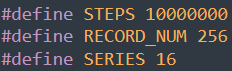 #define STEPS 10000000
#define RECORD_NUM 256
#define SERIES 16